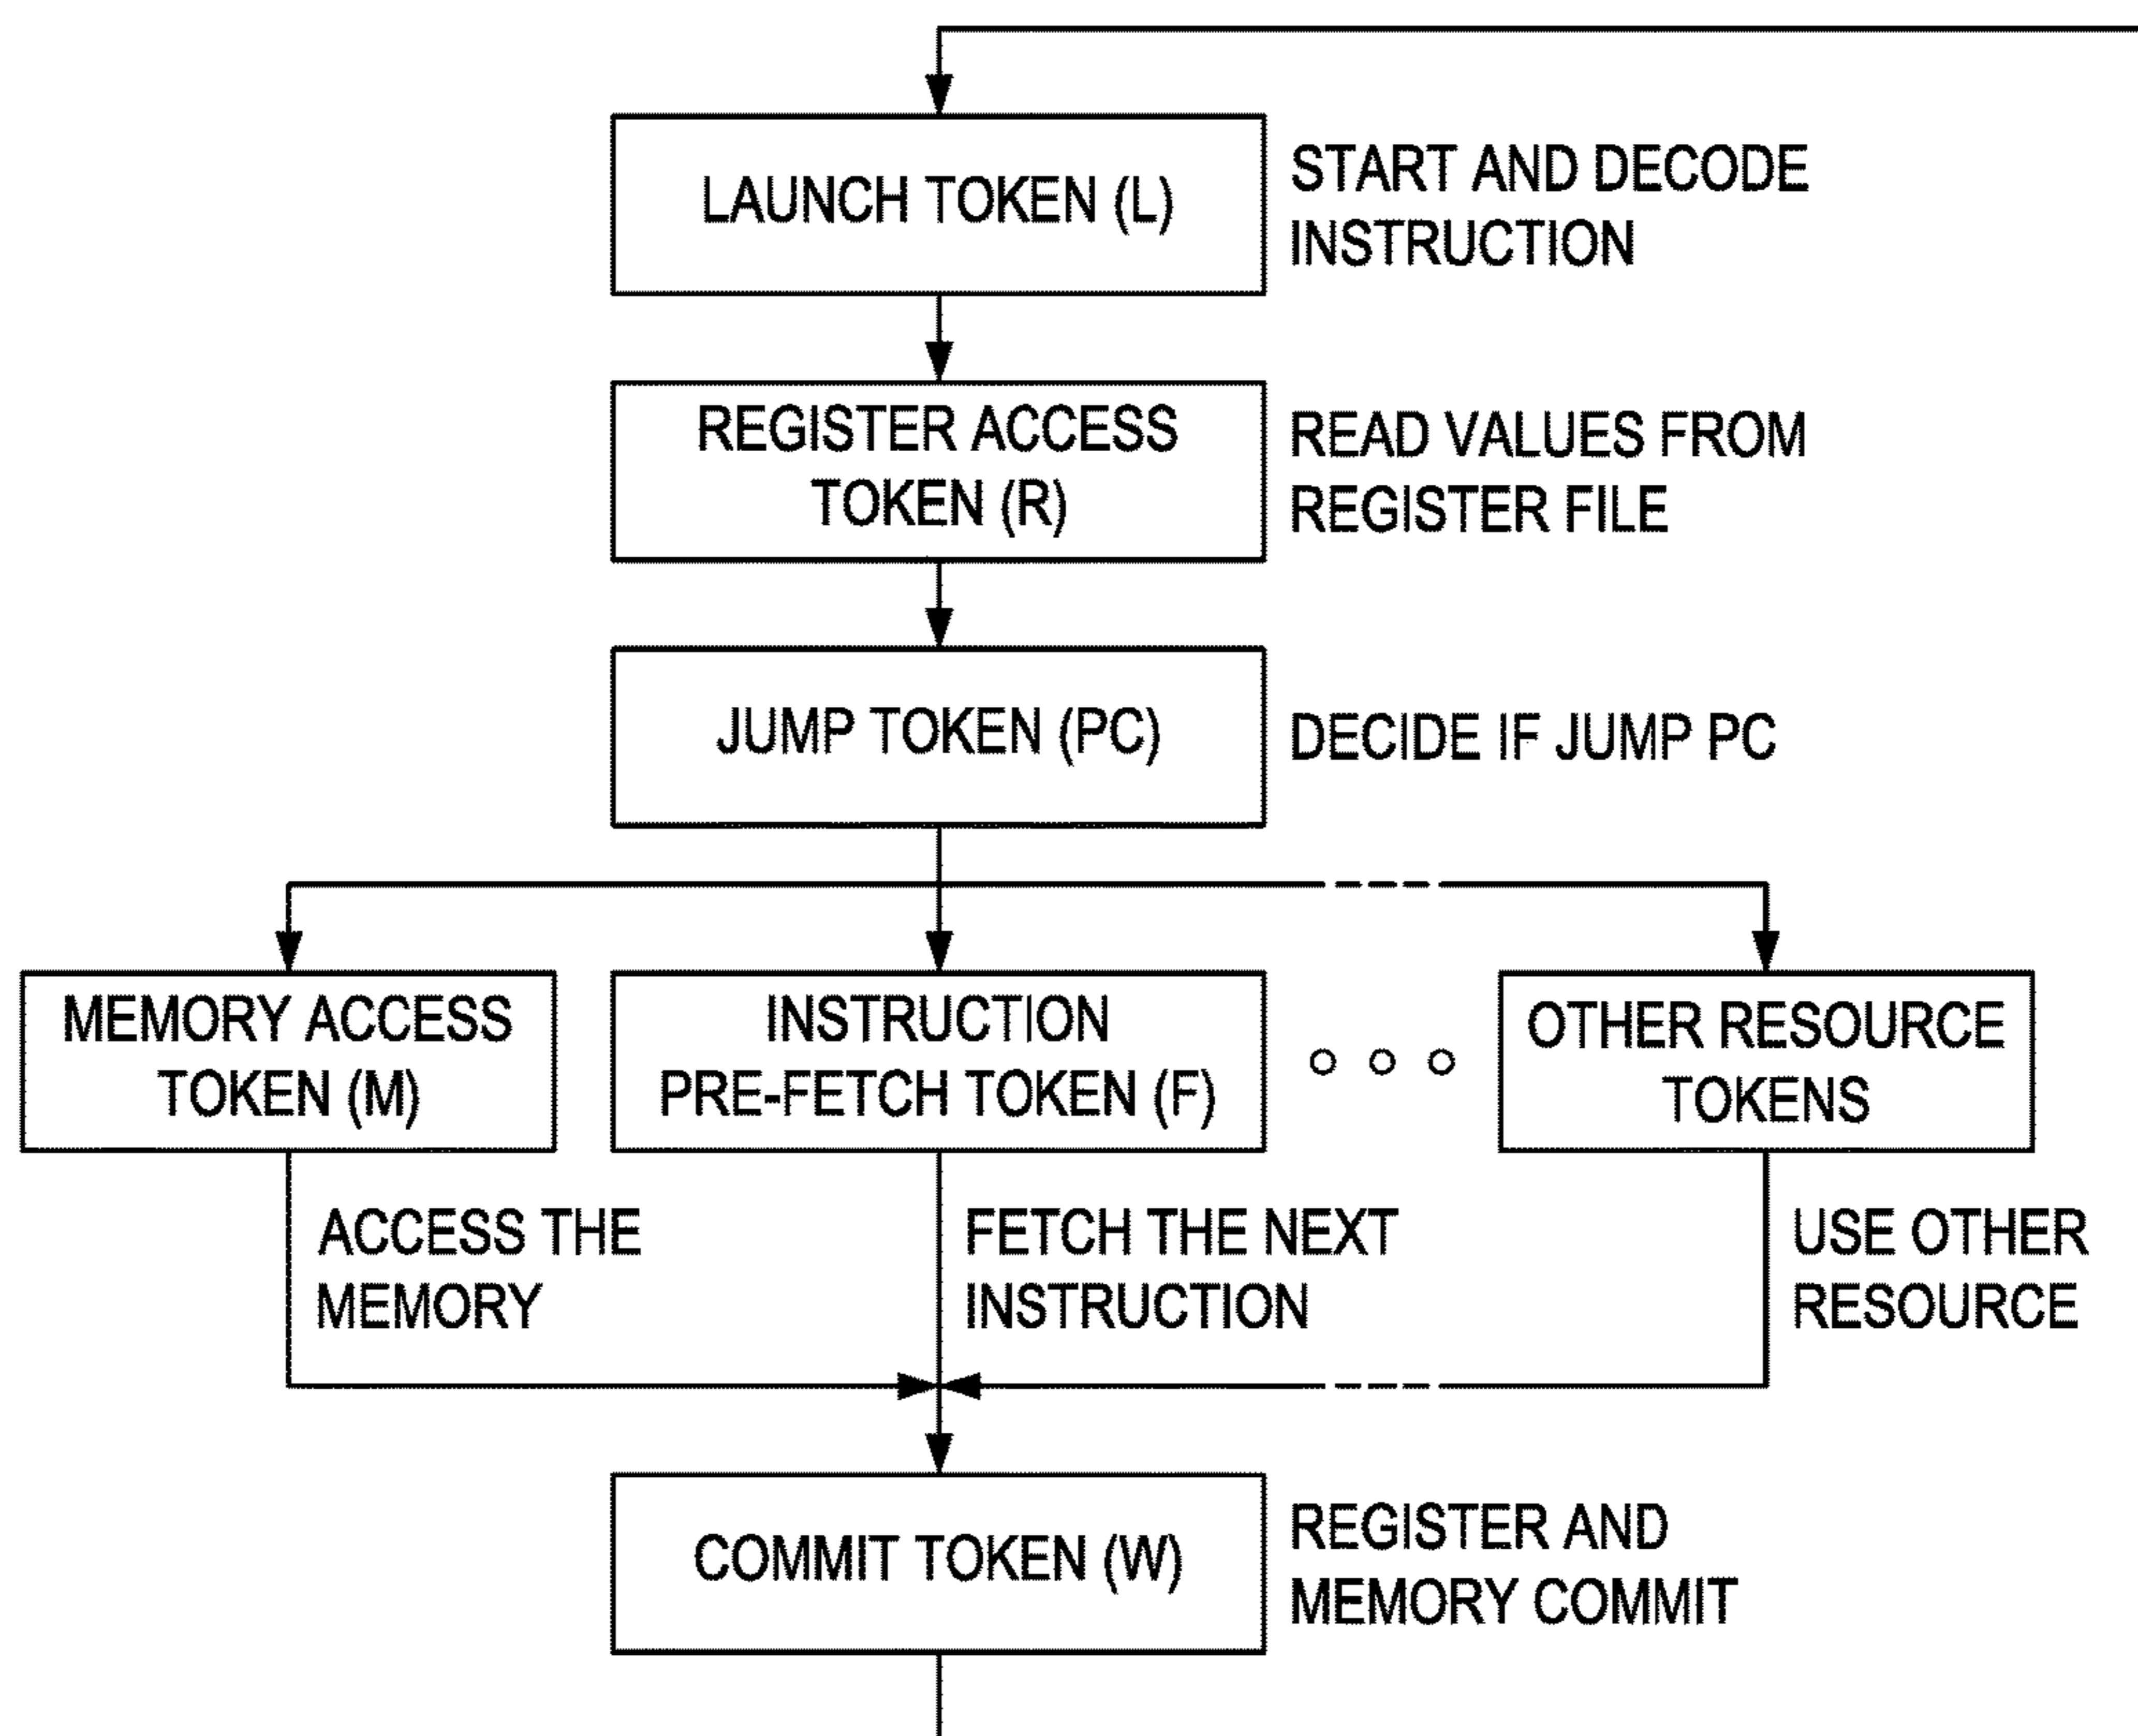 LAUNCH TOKEN (L)
START AND DECODE
INSTRUCTION
REGISTER ACCESS
TOKEN (R)
READ VALUES FROM
REGISTER FILE
JUMP TOKEN (PC)
DECIDE IF JUMP PC
MEMORY ACCESS
TOKEN (M)
INSTRUCTION
PRE-FETCH TOKEN (F)
OTHER RESOURCE
TOKENS
ACCESS THE
MEMORY
FETCH THE NEXT
INSTRUCTION
USE OTHER
RESOURCE
COMMIT TOKEN (W)
REGISTER AND
MEMORY COMMIT